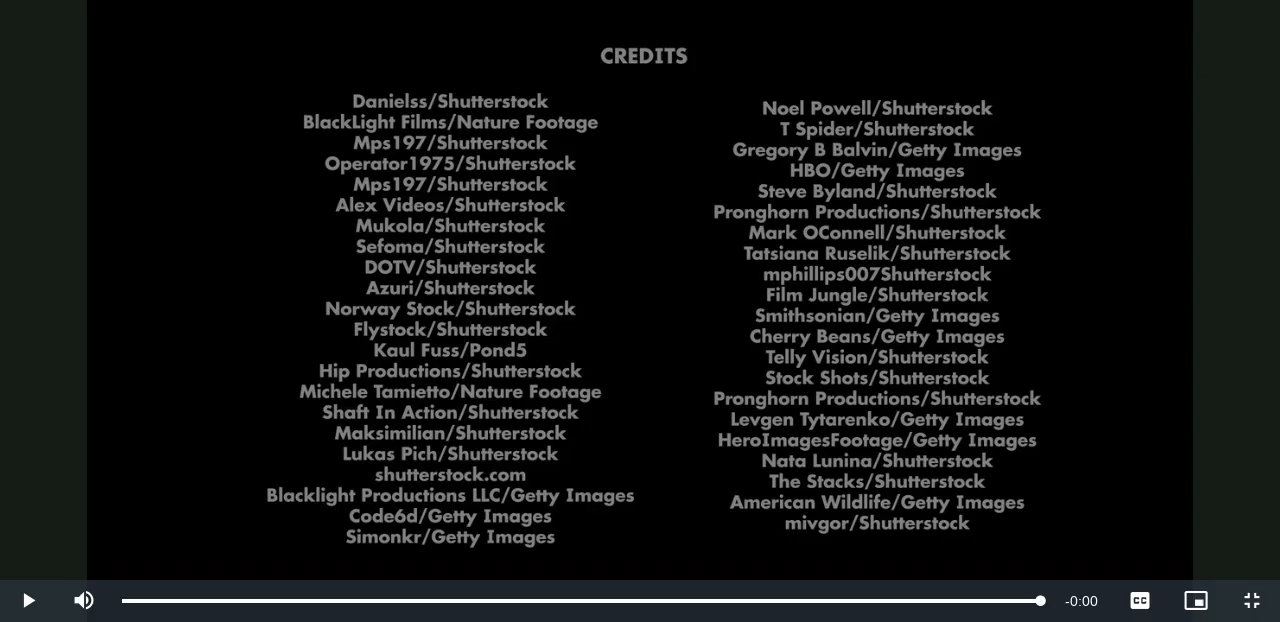 CREDITS
Danielss/Shutterstock
BlackLight Films/Nature Footage
Mps197/Shutterstock
Operator1975/Shutterstock
Mps197/Shutterstock
Alex Videos/Shutterstock
Mukola/Shutterstock
Sefoma/Shutterstock
DOTV/Shutterstock
Azuri/Shutterstock
Norway Stock/Shutterstock
Flystock/Shutterstock
Kaul Fuss/Pond5
Hip Productions/Shutterstock
Michele Tamietto/Nature Footage
Shaft In Action/Shutterstock
Maksimilian/Shutterstock
Lukas Pich/Shutterstock
shutterstock.com
Blacklight Productions LLC/Getty Images
Code6d/Getty Images
Simonkr/Getty Images
Noel Powell/Shutterstock
T Spider/Shutterstock
Gregory B Balvin/Getty Images
HBO/Getty Images
Steve Byland/Shutterstock
Pronghorn Productions/Shutterstock
Mark OConnell/Shutterstock
Tatsiana Ruselik/Shutterstock
mphillips007Shutterstock
Film Jungle/Shutterstock
Smithsonian/Getty Images
Cherry Beans/Getty Images
Telly Vision/Shutterstock
Stock Shots/Shutterstock
Pronghorn Productions/Shutterstock
Levgen Tytarenko/Getty Images
HeroImagesFootage/Getty Images
Nata Lunina/Shutterstock
The Stacks/Shutterstock
American Wildlife/Getty Images
mivgor/Shutterstock
-0:00
CC